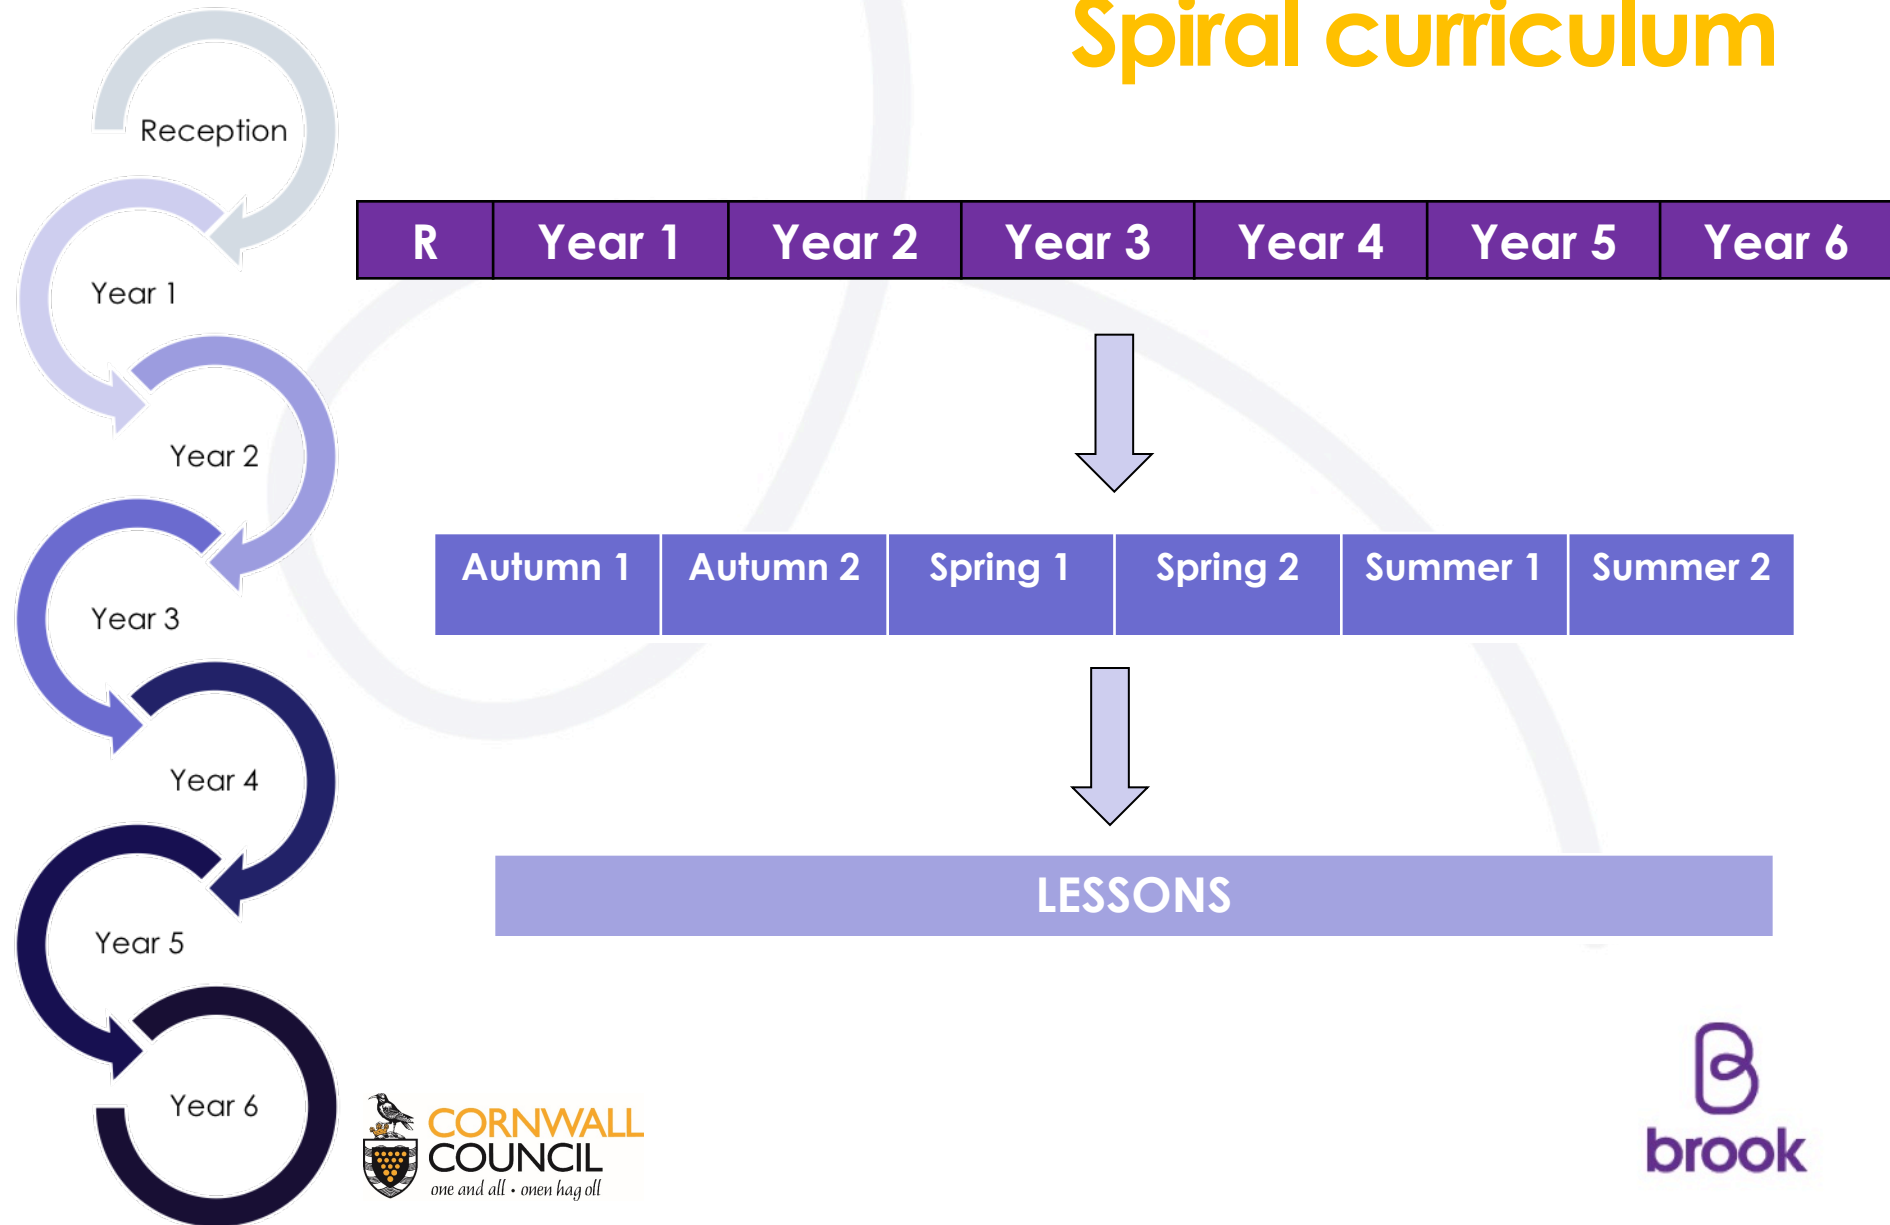 Spiral curriculum
Reception
Year 1
Year 2
Year 3
Year 4
Year 5
Year 6
R Year 1 Year 2 Year 3 Year 4 Year 5 Year 6
Autumn 1 Autumn 2 Spring 1 Spring 2 Summer 1 Summer 2
LESSONS
CORNWALL
COUNCIL
one and all • onen hag oll
brook